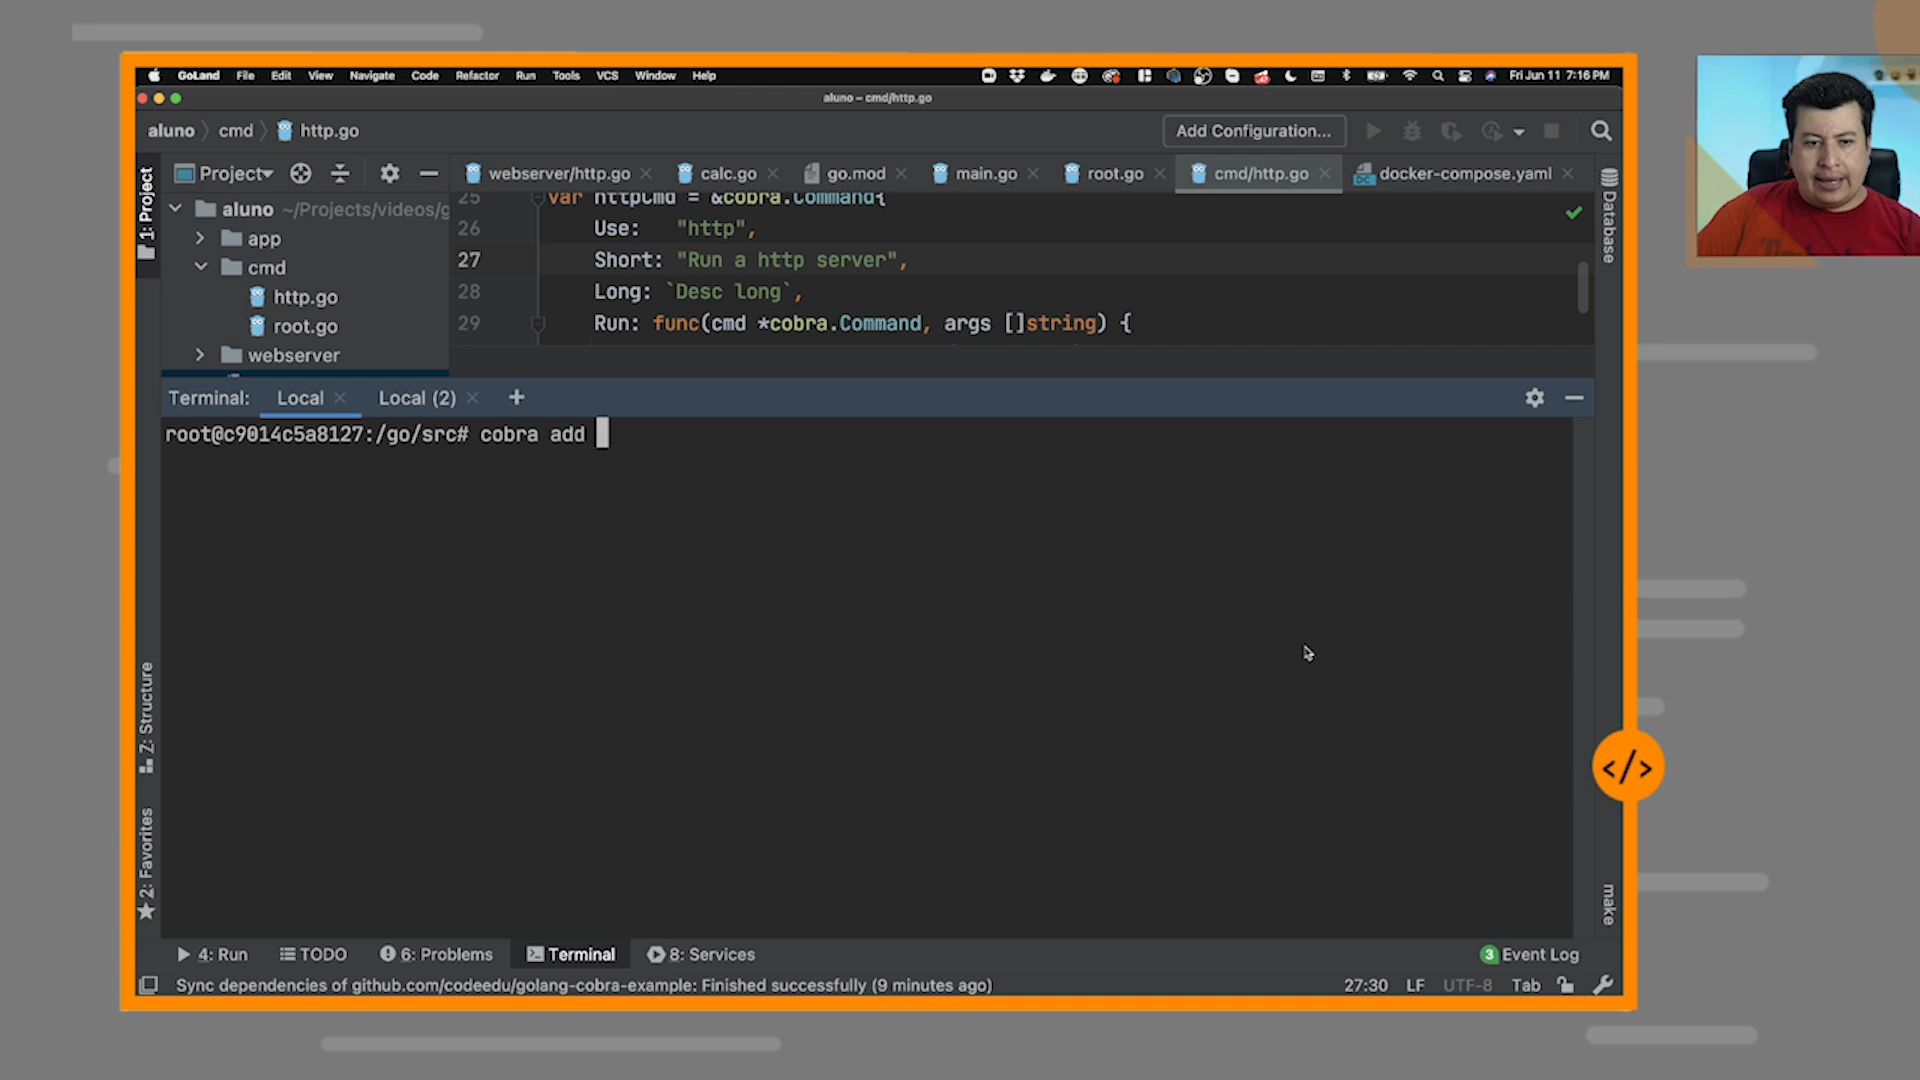 GoLand File Edit View Navigate Code Refactor Run Tools VCS Window Help Fri Jun 11 7:16 PM
aluno – cmd/http.go
aluno cmd http.go Add Configuration...
1: Project Project webserver/http.go calc.go go.mod main.go root.go cmd/http.go docker-compose.yaml Database
aluno ~/Projects/videos/g
app
cmd
http.go
root.go
webserver
25 var httpCmd = &cobra.Command{
26 Use: "http",
27 Short: "Run a http server",
28 Long: `Desc long`,
29 Run: func(cmd *cobra.Command, args []string) {
Terminal: Local Local (2) +
root@c9014c5a8127:/go/src# cobra add
</>
Z: Structure
2: Favorites
make
4: Run TODO 6: Problems Terminal 8: Services 3 Event Log
Sync dependencies of github.com/codeedu/golang-cobra-example: Finished successfully (9 minutes ago) 27:30 LF UTF-8 Tab